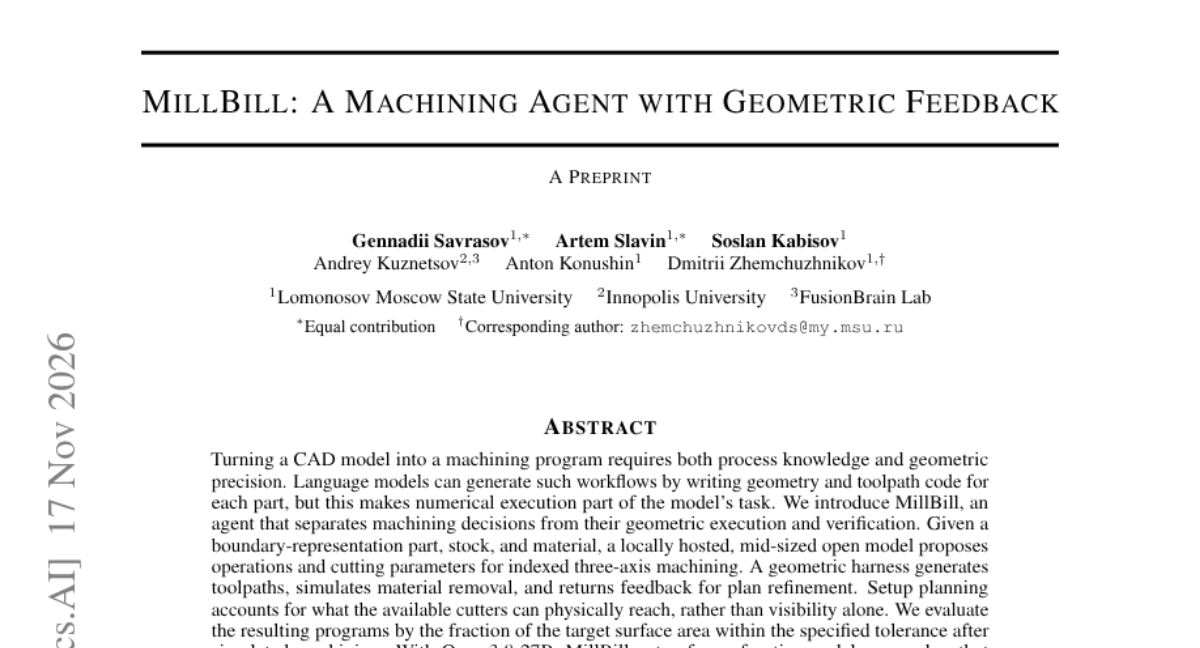 MILLBILL: A MACHINING AGENT WITH GEOMETRIC FEEDBACK
A PREPRINT
Gennadii Savrasov1,* Artem Slavin1,* Soslan Kabisov1
Andrey Kuznetsov2,3 Anton Konushin1 Dmitrii Zhemchuzhnikov1,†
1Lomonosov Moscow State University 2Innopolis University 3FusionBrain Lab
*Equal contribution †Corresponding author: zhemchuzhnikovds@my.msu.ru
cs.AI] 17 Nov 2026
ABSTRACT
Turning a CAD model into a machining program requires both process knowledge and geometric
precision. Language models can generate such workflows by writing geometry and toolpath code for
each part, but this makes numerical execution part of the model's task. We introduce MillBill, an
agent that separates machining decisions from their geometric execution and verification. Given a
boundary-representation part, stock, and material, a locally hosted, mid-sized open model proposes
operations and cutting parameters for indexed three-axis machining. A geometric harness generates
toolpaths, simulates material removal, and returns feedback for plan refinement. Setup planning
accounts for what the available cutters can physically reach, rather than visibility alone. We evaluate
the resulting programs by the fraction of the target surface area within the specified tolerance after